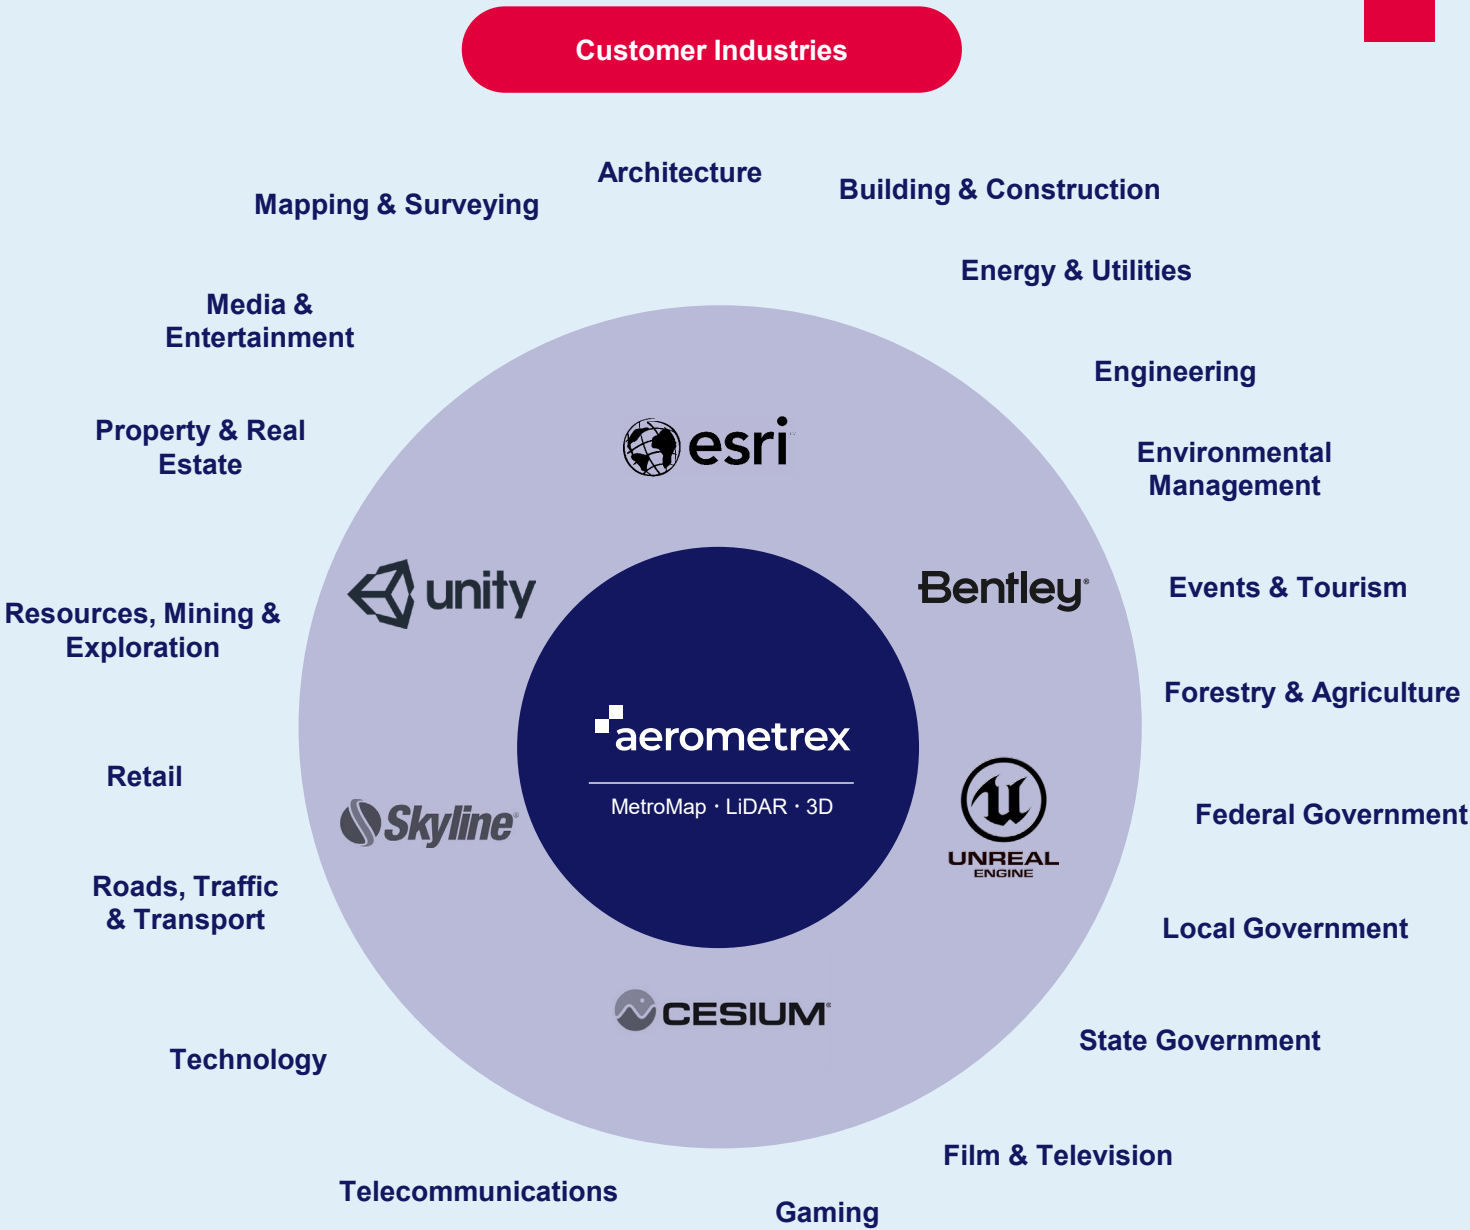 Customer Industries
Architecture
Building & Construction
Mapping & Surveying
Energy & Utilities
Media &
Entertainment
Engineering
Property & Real
Estate
Environmental
Management
esri
unity
Bentley®
Events & Tourism
Resources, Mining &
Exploration
Forestry & Agriculture
aerometrex
MetroMap · LiDAR · 3D
Retail
Skyline®
UNREAL
ENGINE
Federal Government
Roads, Traffic
& Transport
Local Government
CESIUM®
State Government
Technology
Film & Television
Telecommunications
Gaming